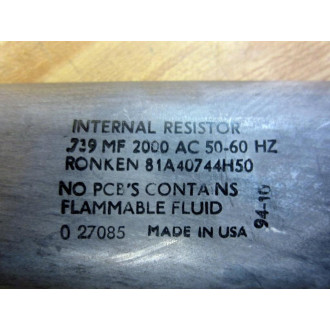 INTERNAL RESISTOR
.739 MF 2000 AC 50-60 HZ
RONKEN 81A40744H50
NO PCB'S CONTAINS
FLAMMABLE FLUID
0 27085 MADE IN USA
94-16